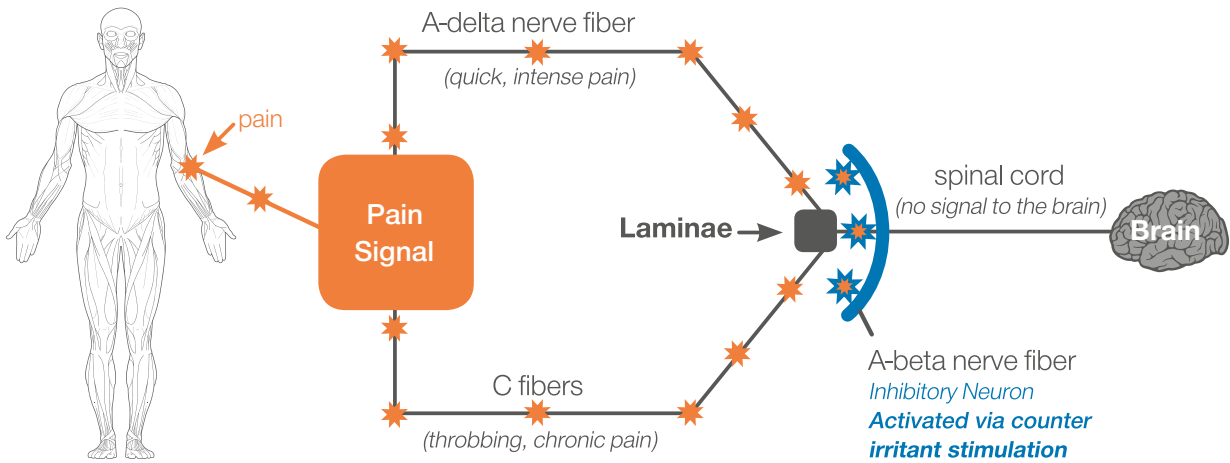 A-delta nerve fiber
(quick, intense pain)
pain
Pain
Signal
Laminae
spinal cord
(no signal to the brain)
Brain
C fibers
(throbbing, chronic pain)
A-beta nerve fiber
Inhibitory Neuron
Activated via counter
irritant stimulation